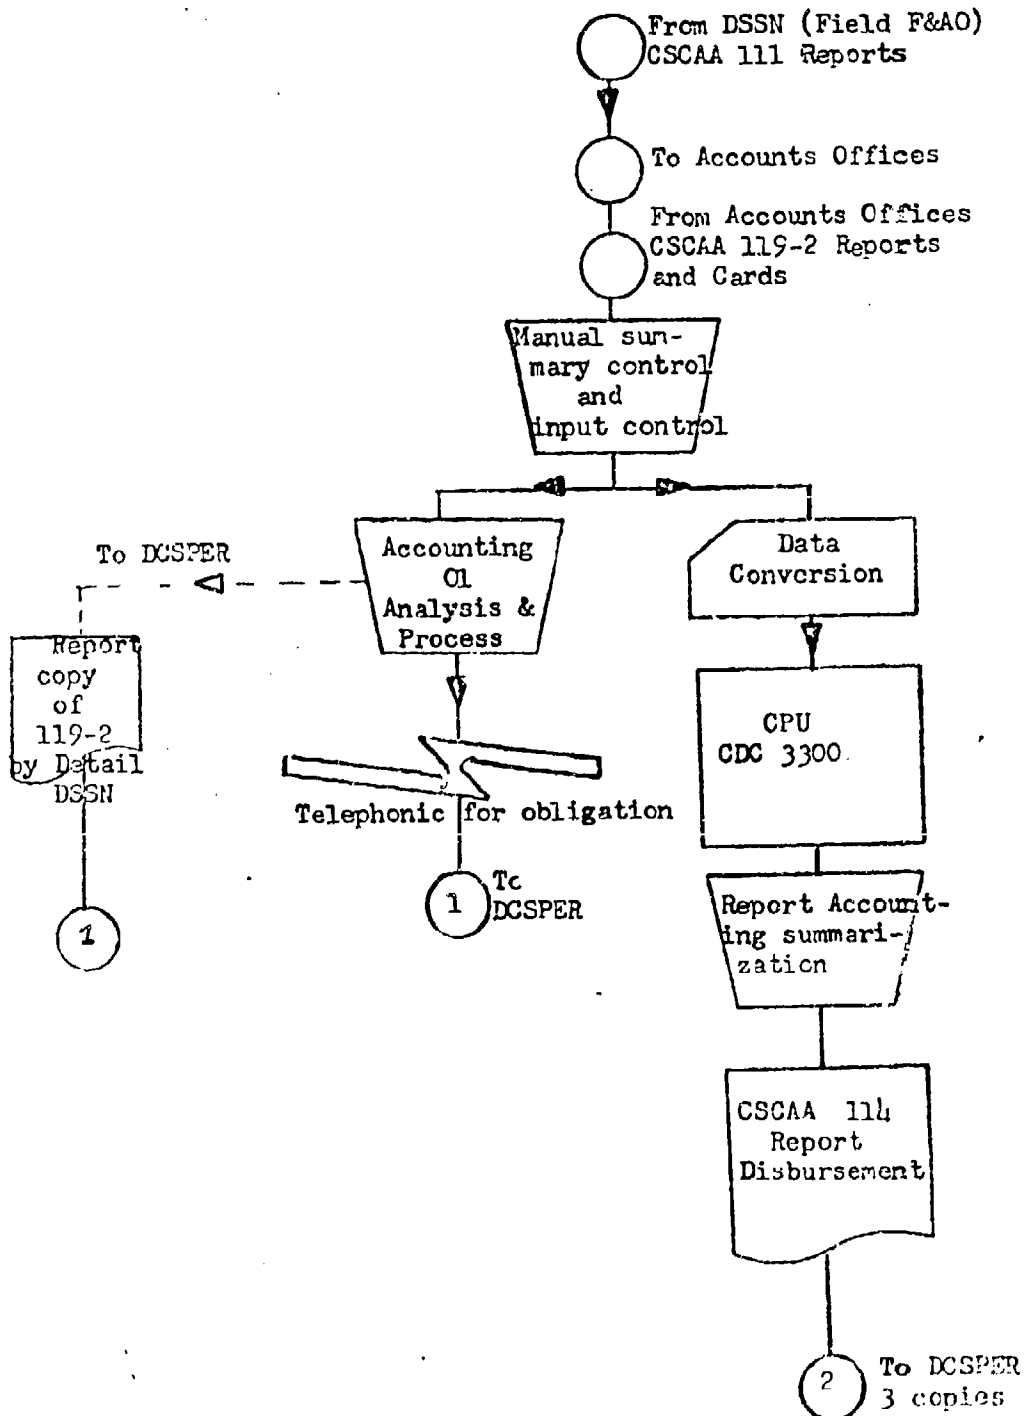 From DSSN (Field F&AO)
CSCAA 111 Reports
To Accounts Offices
From Accounts Offices
CSCAA 119-2 Reports
and Cards
Manual sum-
mary control
and
input control
To DCSPER
Accounting
01
Analysis &
Process
Data
Conversion
Report
copy
of
119-2
by Detail
DSSN
CPU
CDC 3300
Telephonic for obligation
1
1
To
DCSPER
Report Account-
ing summari-
zation
CSCAA 114
Report
Disbursement
2
To DCSPER
3 copies